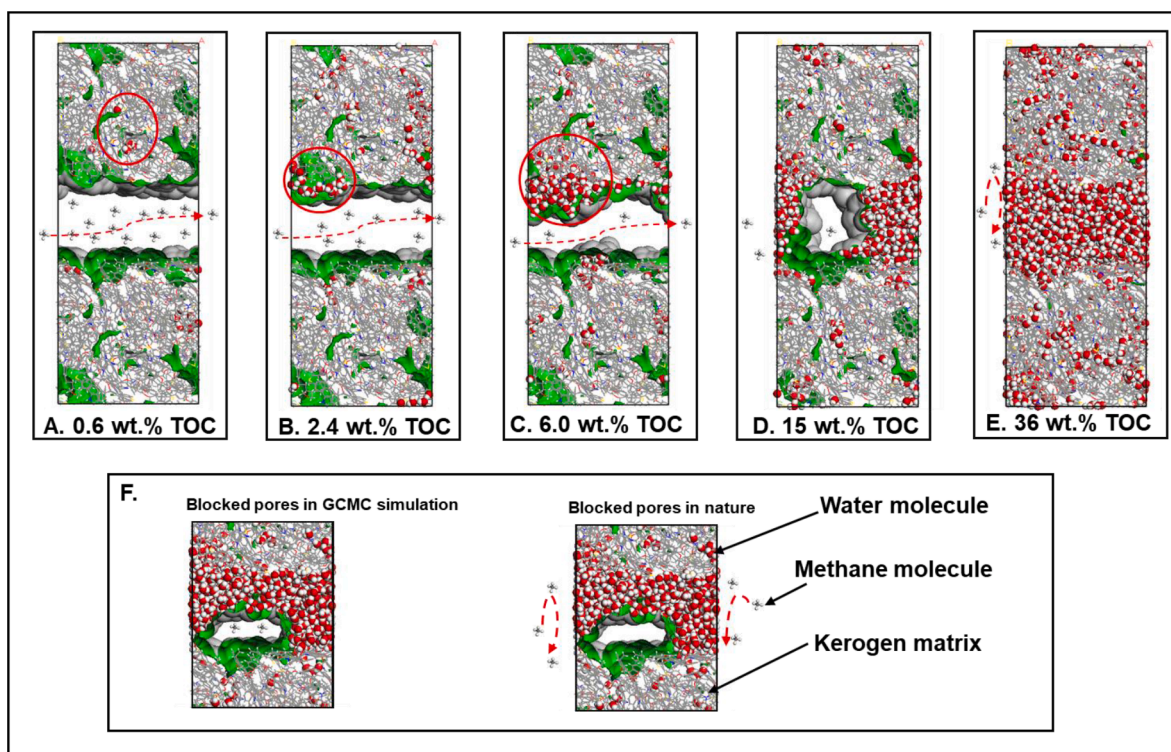 A. 0.6 wt.% TOC
B. 2.4 wt.% TOC
C. 6.0 wt.% TOC
D. 15 wt.% TOC
E. 36 wt.% TOC
F.
Blocked pores in GCMC simulation
Blocked pores in nature
Water molecule
Methane molecule
Kerogen matrix